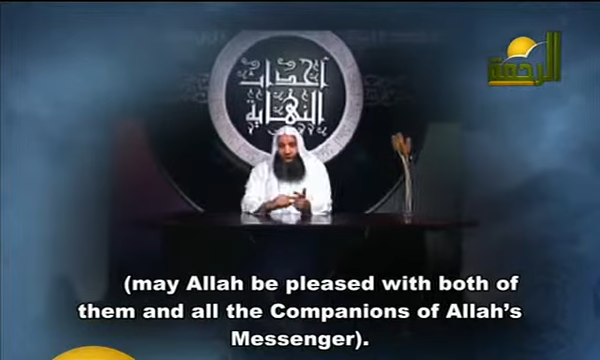 أحداث
النهاية
الرحمة
(may Allah be pleased with both of
them and all the Companions of Allah's
Messenger).